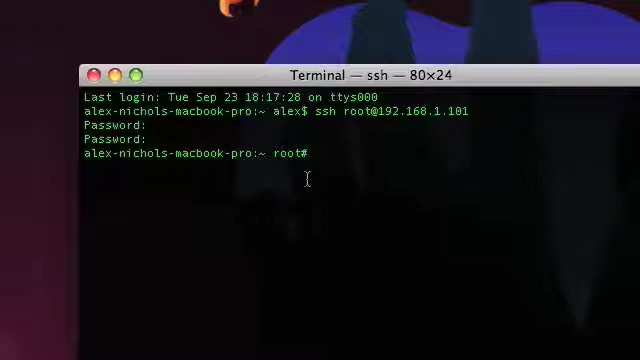 Terminal — ssh — 80×24
Last login: Tue Sep 23 18:17:28 on ttys000
alex-nichols-macbook-pro:~ alex$ ssh root@192.168.1.101
Password:
Password:
alex-nichols-macbook-pro:~ root#